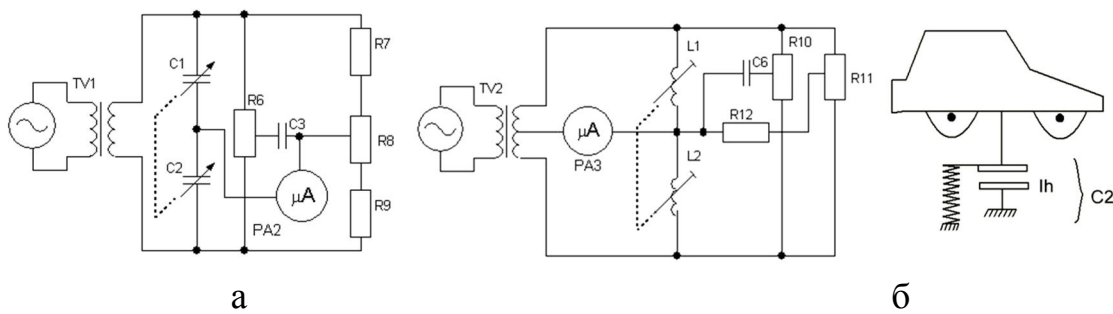 TV1
C1
C2
R6
C3
µA
PA2
R7
R8
R9
TV2
µA
PA3
L1
L2
C6
R12
R10
R11
lh
C2
а
б